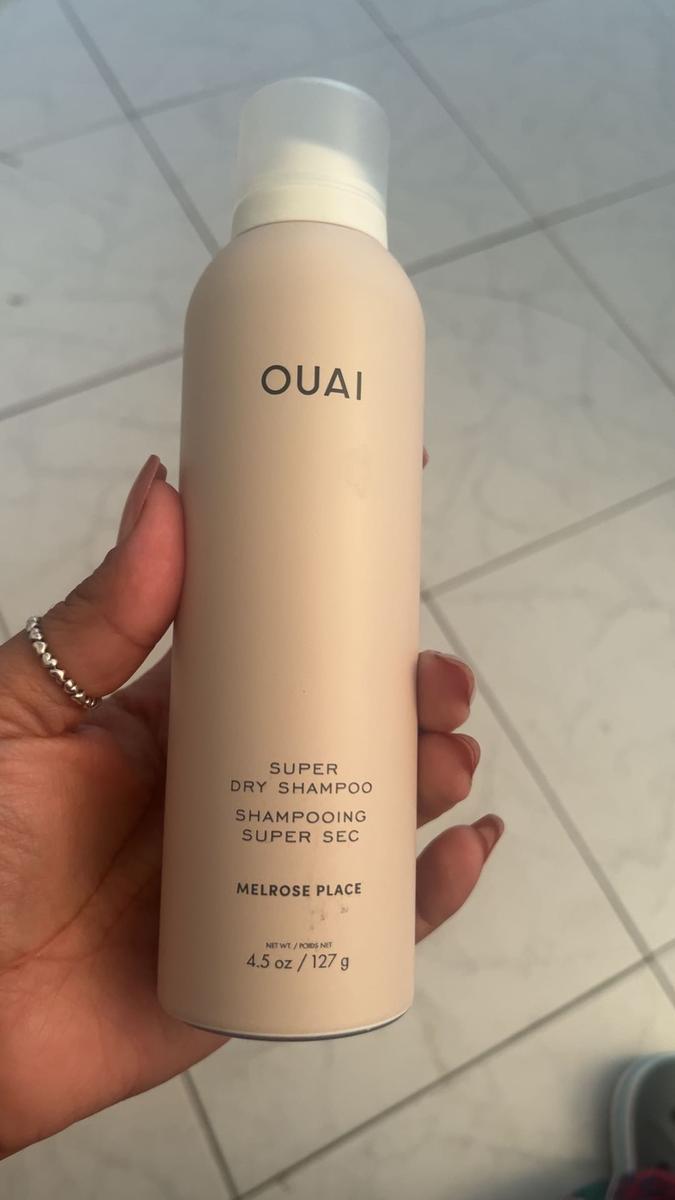 OUAI
SUPER
DRY SHAMPOO
SHAMPOOING
SUPER SEC
MELROSE PLACE
NET WT. / POIDS NET
4.5 oz / 127 g